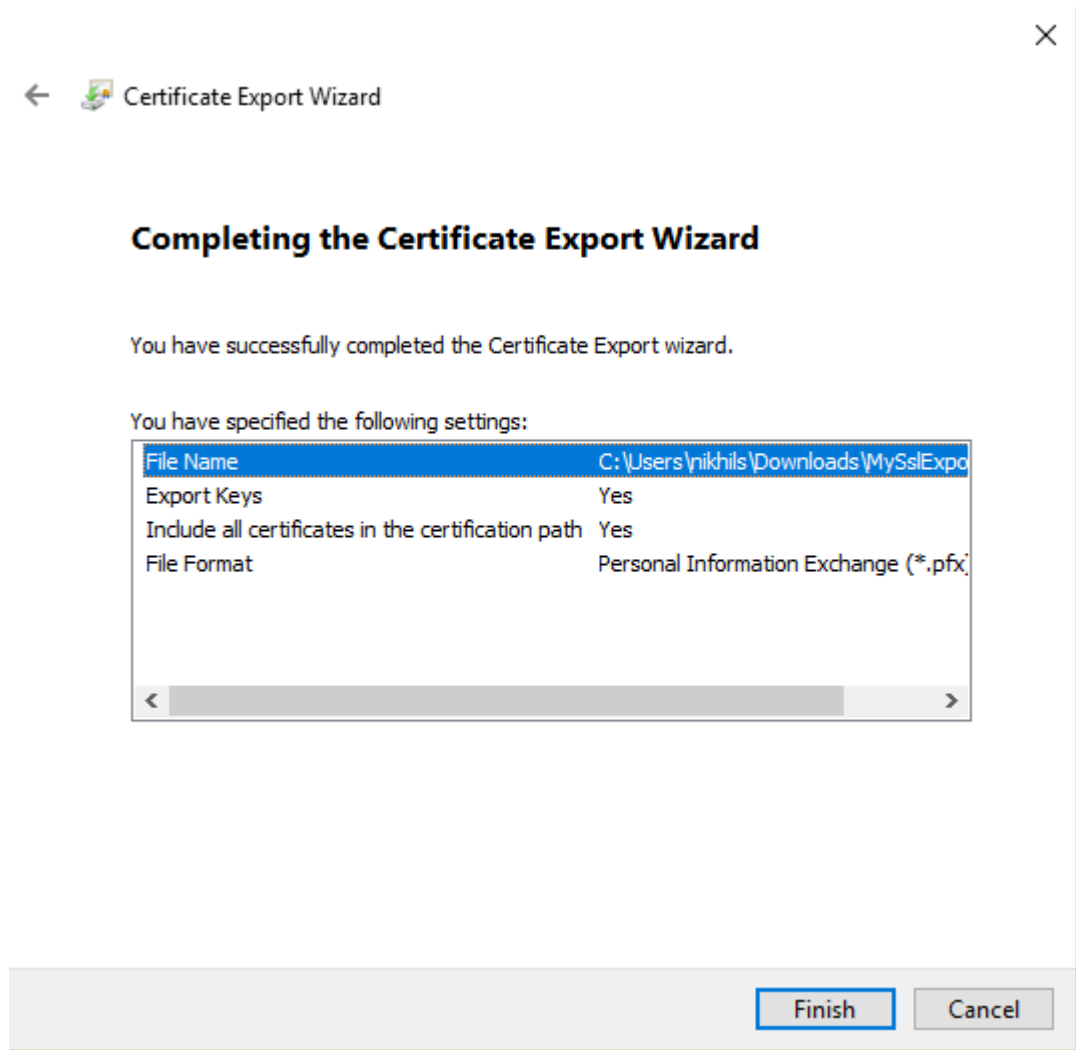 Certificate Export Wizard
Completing the Certificate Export Wizard
You have successfully completed the Certificate Export wizard.
You have specified the following settings:
File Name C:\Users\nikhils\Downloads\MySslExpo
Export Keys Yes
Include all certificates in the certification path Yes
File Format Personal Information Exchange (*.pfx)
Finish Cancel